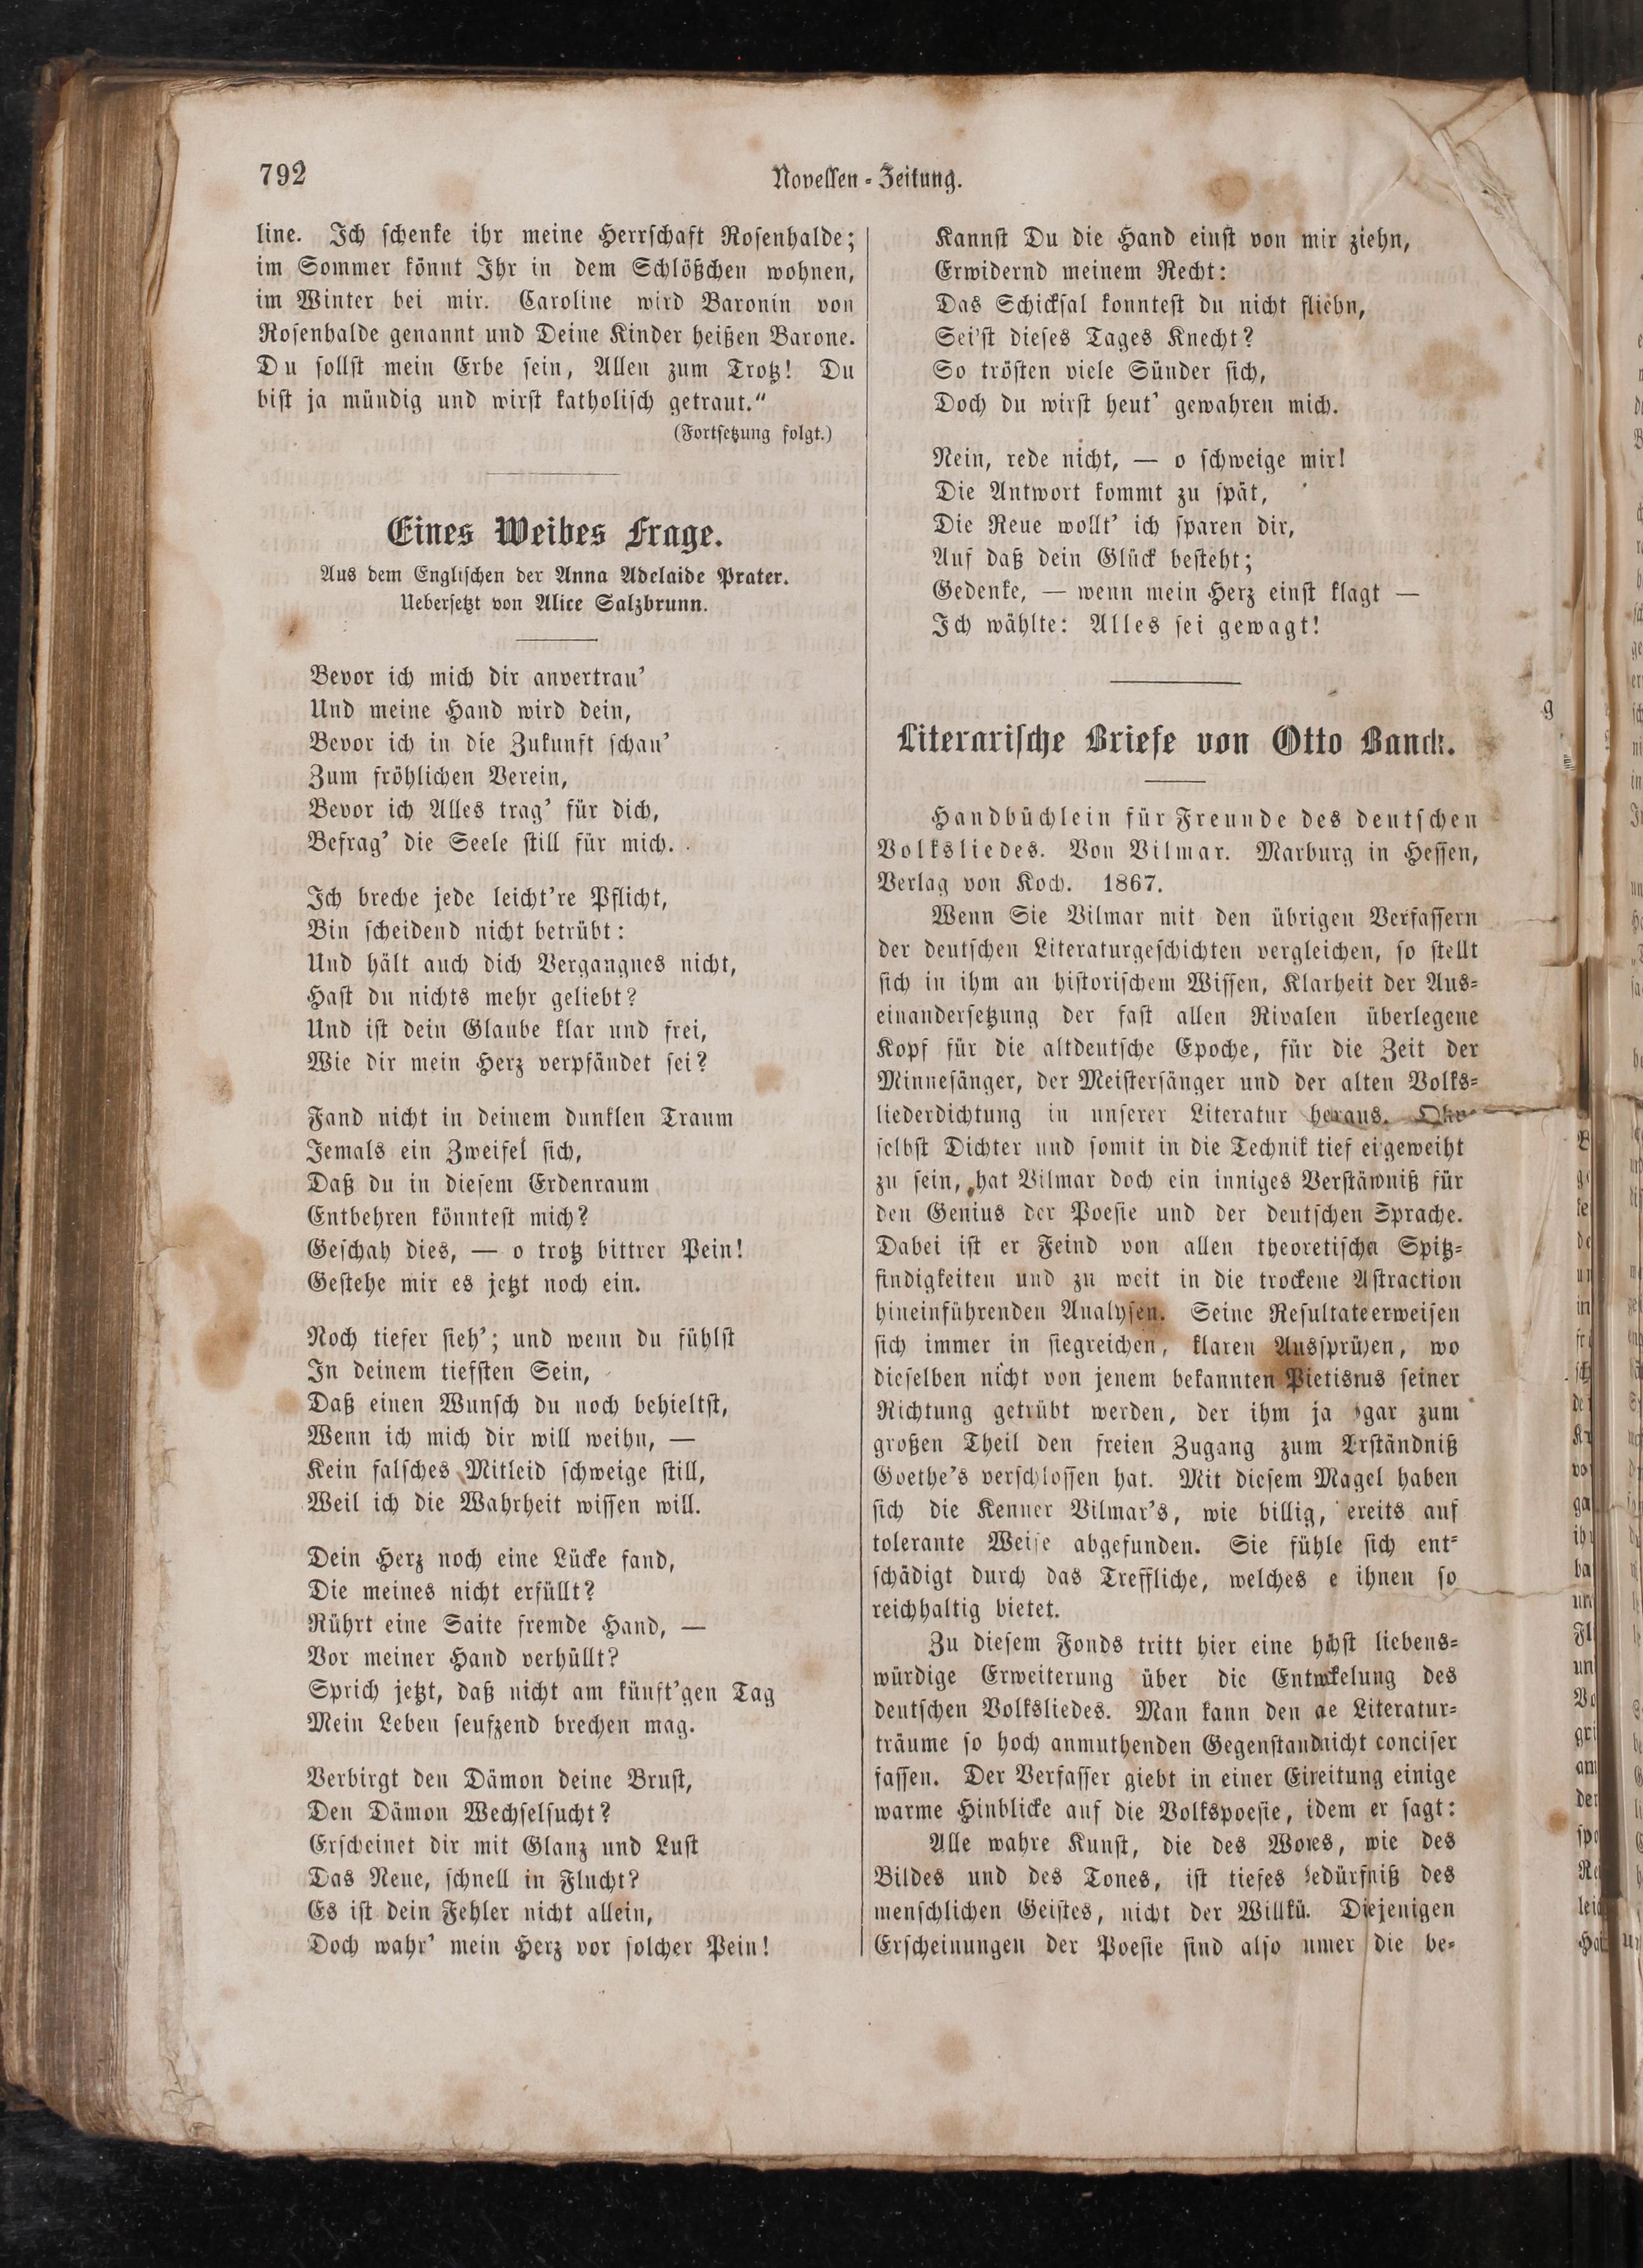 792
Novellen-Zeitung.
line. Ich schenke ihr meine Herrschaft Rosenhalde;
im Sommer könnt Ihr in dem Schlößchen wohnen,
im Winter bei mir. Caroline wird Baronin von
Rosenhalde genannt und Deine Kinder heißen Barone.
Du sollst mein Erbe sein, Allen zum Trotz! Du
bist ja mündig und wirst katholisch getraut.“
(Fortsetzung folgt.)
Eines Weibes Frage.
Aus dem Englischen der Anna Adelaide Prater.
Uebersetzt von Alice Salzbrunn.
Bevor ich mich dir anvertrau’
Und meine Hand wird dein,
Bevor ich in die Zukunft schau’
Zum fröhlichen Verein,
Bevor ich Alles trag’ für dich,
Befrag’ die Seele still für mich.
Ich breche jede leicht’re Pflicht,
Bin scheidend nicht betrübt:
Und hält auch dich Vergangnes nicht,
Hast du nichts mehr geliebt?
Und ist dein Glaube klar und frei,
Wie dir mein Herz verpfändet sei?
Fand nicht in deinem dunklen Traum
Jemals ein Zweifel sich,
Daß du in diesem Erdenraum
Entbehren könntest mich?
Geschah dies, — o trotz bittrer Pein!
Gestehe mir es jetzt noch ein.
Noch tiefer sieh’; und wenn du fühlst
In deinem tiefsten Sein,
Daß einen Wunsch du noch behieltst,
Wenn ich mich dir will weihn, —
Kein falsches Mitleid schweige still,
Weil ich die Wahrheit wissen will.
Dein Herz noch eine Lücke fand,
Die meines nicht erfüllt?
Rührt eine Saite fremde Hand, —
Vor meiner Hand verhüllt?
Sprich jetzt, daß nicht am künft’gen Tag
Mein Leben seufzend brechen mag.
Verbirgt den Dämon deine Brust,
Den Dämon Wechselsucht?
Erscheinet dir mit Glanz und Lust
Das Neue, schnell in Flucht?
Es ist dein Fehler nicht allein,
Doch wahr’ mein Herz vor solcher Pein!
Kannst Du die Hand einst von mir ziehn,
Erwidernd meinem Recht:
Das Schicksal konntest du nicht fliehn,
Sei’st dieses Tages Knecht?
So trösten viele Sünder sich,
Doch du wirst heut’ gewahren mich.
Nein, rede nicht, — o schweige mir!
Die Antwort kommt zu spät,
Die Reue wollt’ ich sparen dir,
Auf daß dein Glück besteht;
Gedenke, — wenn mein Herz einst klagt —
Ich wählte: Alles sei gewagt!
Literarische Briefe von Otto Banck.
Handbüchlein für Freunde des deutschen
Volksliedes. Von Vilmar. Marburg in Hessen,
Verlag von Koch. 1867.
Wenn Sie Vilmar mit den übrigen Verfassern
der deutschen Literaturgeschichten vergleichen, so stellt
sich in ihm an historischem Wissen, Klarheit der Aus-
einandersetzung der fast allen Rivalen überlegene
Kopf für die altdeutsche Epoche, für die Zeit der
Minnesänger, der Meistersänger und der alten Volks-
liederdichtung in unserer Literatur heraus.
selbst Dichter und somit in die Technik tief eigeweiht
zu sein, hat Vilmar doch ein inniges für
den Genius der Poesie und der deutschen Sprache.
Dabei ist er Feind von allen Spitz-
findigkeiten und zu weit in die trockene
hineinführenden Analysen. Seine Resultate erweisen
sich immer in siegreichen, klaren wo
dieselben nicht von jenem bekannten seiner
Richtung getrübt werden, der ihm ja zum
großen Theil den freien Zugang zum
Goethe’s verschlossen hat. Mit diesem haben
sich die Kenner Vilmar’s, wie billig, auf
tolerante Weise abgefunden. Sie sich ent-
schädigt durch das Treffliche, welches ihnen so
reichhaltig bietet.
Zu diesem Fonds tritt hier eine liebens-
würdige Erweiterung über die des
deutschen Volksliedes. Man kann den Literatur-
träume so hoch anmuthenden Gegenstand nicht conciser
fassen. Der Verfasser giebt in einer einige
warme Hinblicke auf die Volkspoesie, er sagt:
Alle wahre Kunst, die des wie des
Bildes und des Tones, ist tiefes des
menschlichen Geistes, nicht der Diejenigen
Erscheinungen der Poesie sind also die be-